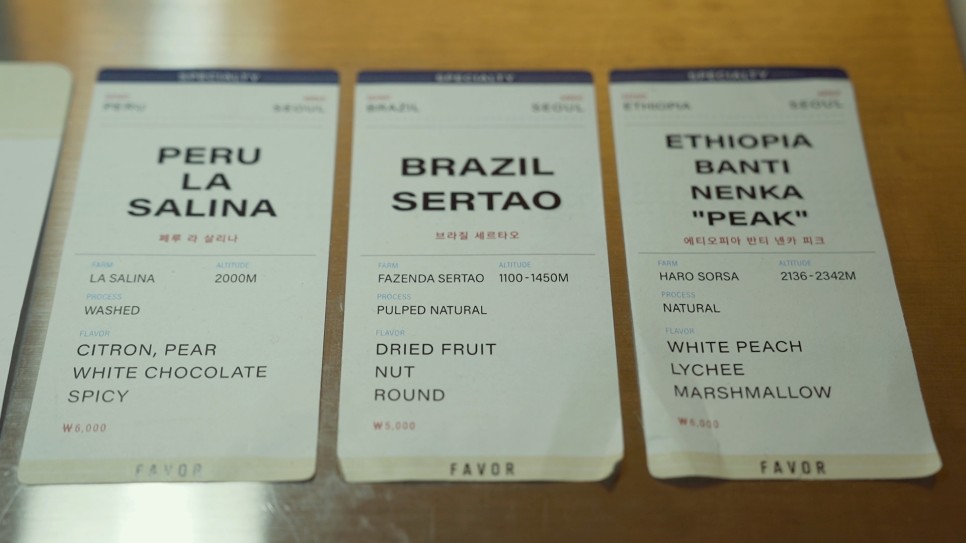 SPECIALTY
PERU
SEOUL
PERU
LA
SALINA
페루 라 살리나
FARM
ALTITUDE
LA SALINA
2000M
PROCESS
WASHED
FLAVOR
CITRON, PEAR
WHITE CHOCOLATE
SPICY
₩6,000
FAVOR
SPECIALTY
BRAZIL
SEOUL
BRAZIL
SERTAO
브라질 세르타오
FARM
ALTITUDE
FAZENDA SERTAO
1100-1450M
PROCESS
PULPED NATURAL
FLAVOR
DRIED FRUIT
NUT
ROUND
₩5,000
FAVOR
SPECIALTY
ETHIOPIA
SEOUL
ETHIOPIA
BANTI
NENKA
"PEAK"
에티오피아 반티 넨카 피크
FARM
ALTITUDE
HARO SORSA
2136-2342M
PROCESS
NATURAL
FLAVOR
WHITE PEACH
LYCHEE
MARSHMALLOW
₩6,000
FAVOR